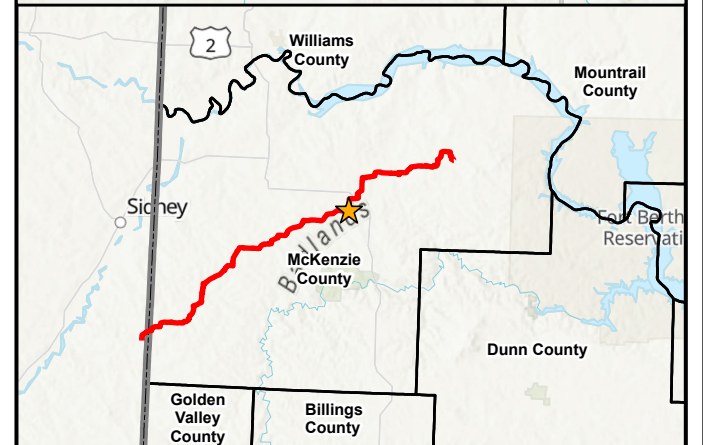 2
Williams
County
Mountrail
County
Sidney
Fort Berth
Reservati
Badlands
McKenzie
County
Dunn County
Golden
Valley
County
Billings
County